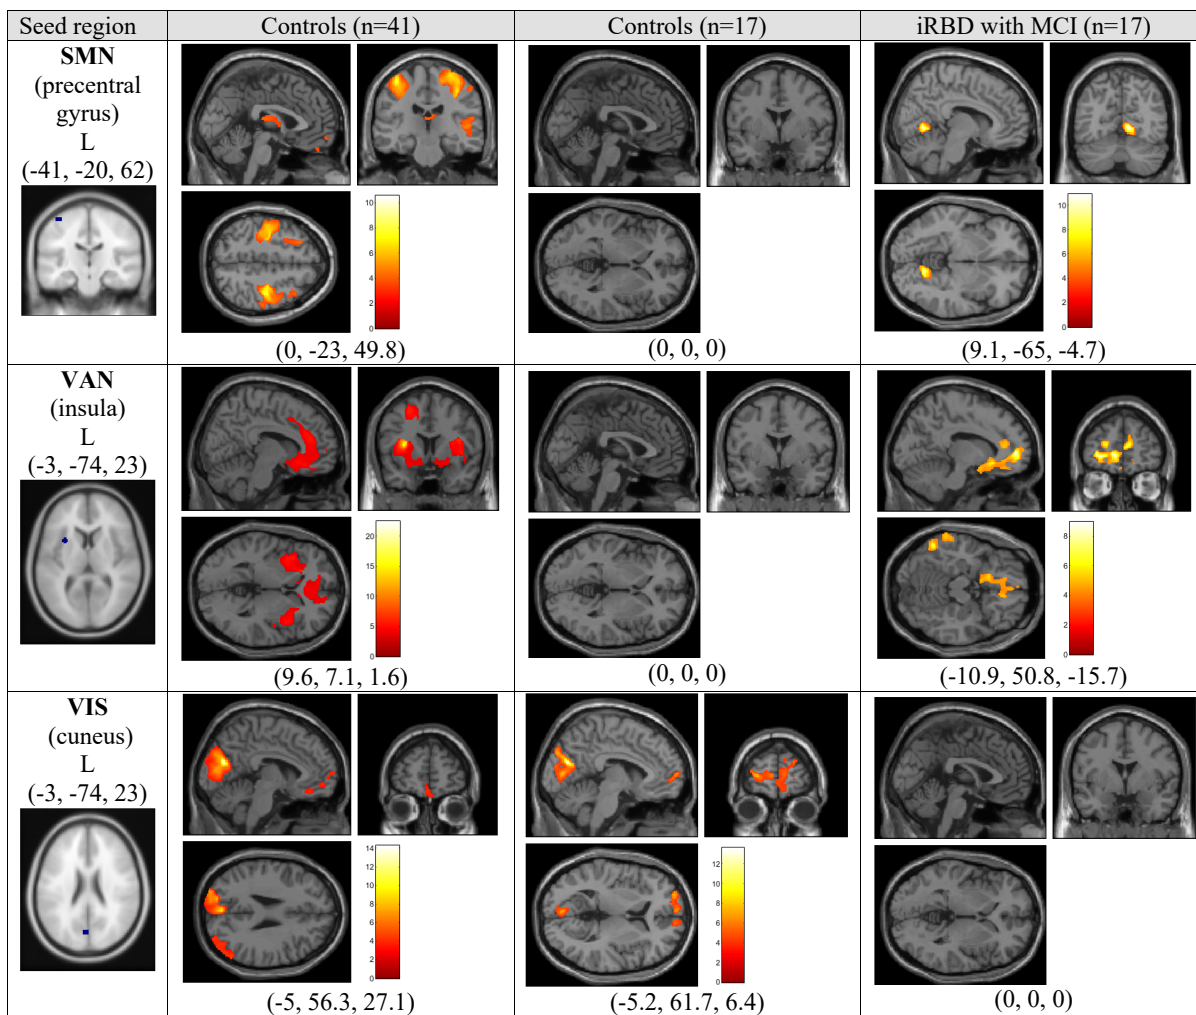 Seed region
Controls (n=41)
Controls (n=17)
iRBD with MCI (n=17)
SMN
(precentral
gyrus)
L
(-41, -20, 62)
10
8
6
4
2
0
(0, -23, 49.8)
(0, 0, 0)
10
8
6
4
2
0
(9.1, -65, -4.7)
VAN
(insula)
L
(-3, -74, 23)
20
15
10
5
0
(9.6, 7.1, 1.6)
(0, 0, 0)
8
6
4
2
0
(-10.9, 50.8, -15.7)
VIS
(cuneus)
L
(-3, -74, 23)
14
12
10
8
6
4
2
0
(-5, 56.3, 27.1)
12
10
8
6
4
2
0
(-5.2, 61.7, 6.4)
(0, 0, 0)